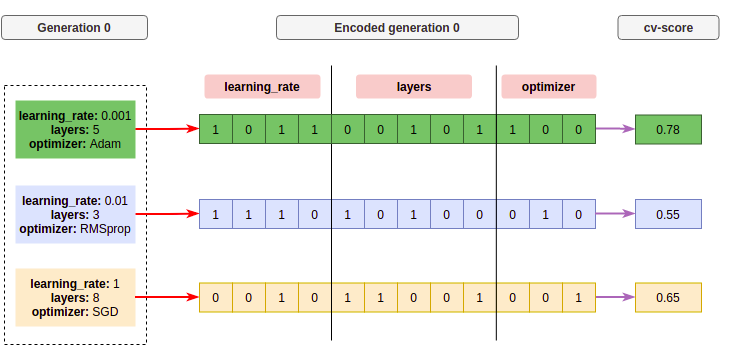 Generation 0
Encoded generation 0
cv-score
learning_rate
layers
optimizer
learning_rate: 0.001
layers: 5
optimizer: Adam
1 0 1 1 0 0 1 0 1 1 0 0
0.78
learning_rate: 0.01
layers: 3
optimizer: RMSprop
1 1 1 0 1 0 1 0 0 0 1 0
0.55
learning_rate: 1
layers: 8
optimizer: SGD
0 0 1 0 1 1 0 0 1 0 0 1
0.65